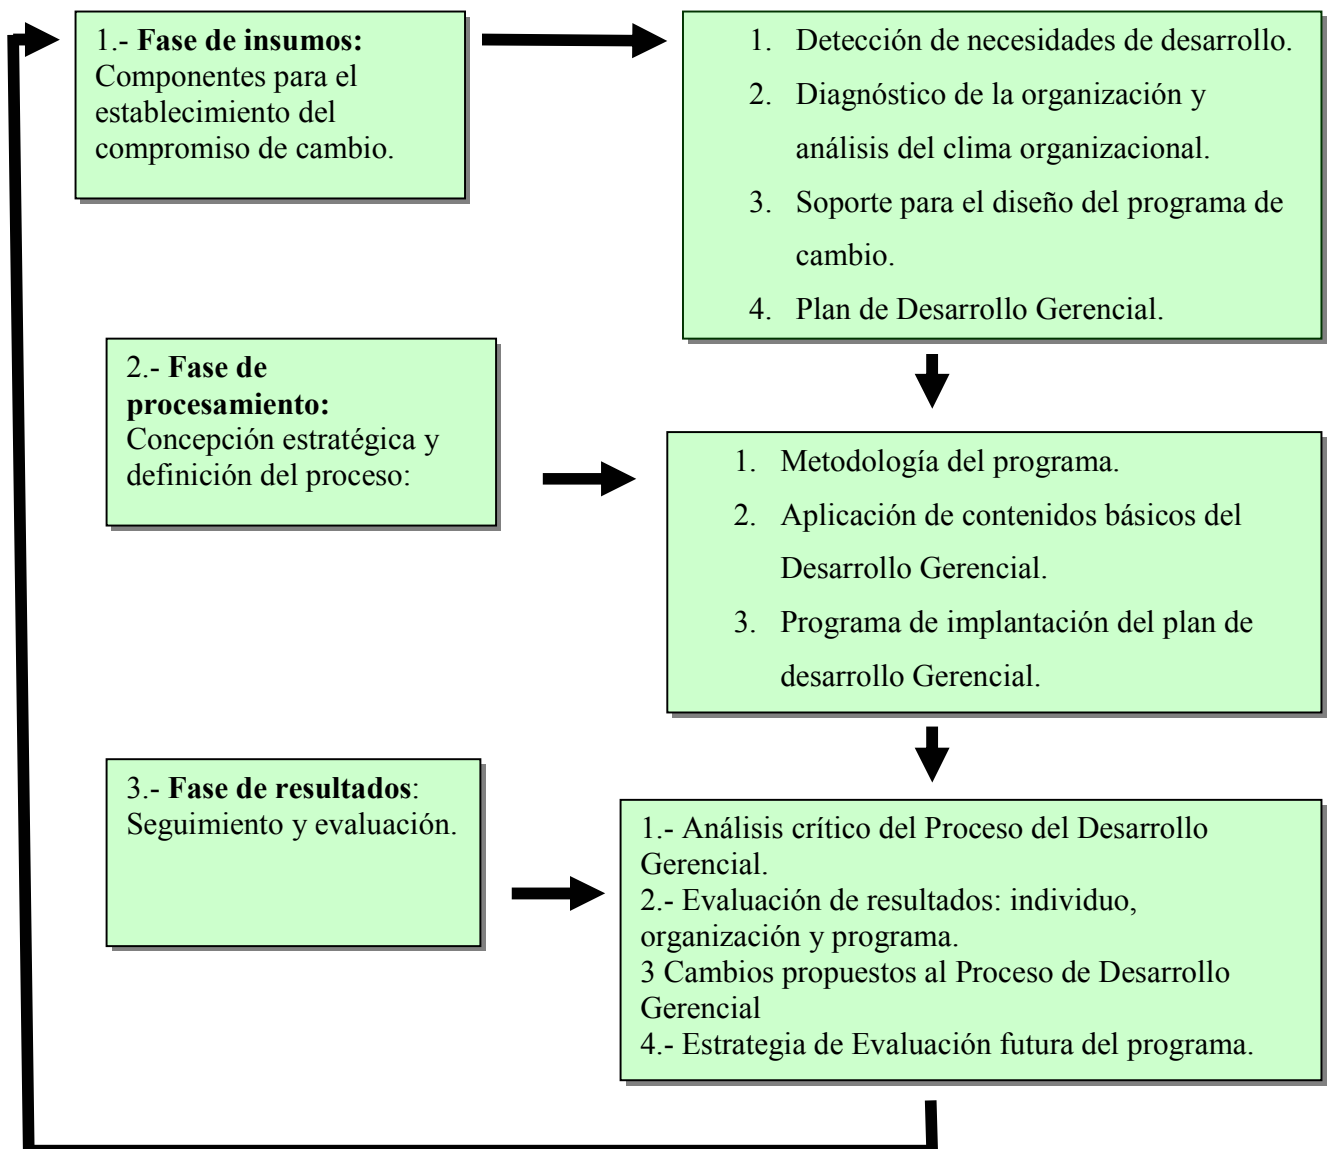 1.- Fase de insumos:
Componentes para el
establecimiento del
compromiso de cambio.
1. Detección de necesidades de desarrollo.
2. Diagnóstico de la organización y
análisis del clima organizacional.
3. Soporte para el diseño del programa de
cambio.
4. Plan de Desarrollo Gerencial.
2.- Fase de
procesamiento:
Concepción estratégica y
definición del proceso:
1. Metodología del programa.
2. Aplicación de contenidos básicos del
Desarrollo Gerencial.
3. Programa de implantación del plan de
desarrollo Gerencial.
3.- Fase de resultados:
Seguimiento y evaluación.
1.- Análisis crítico del Proceso del Desarrollo
Gerencial.
2.- Evaluación de resultados: individuo,
organización y programa.
3 Cambios propuestos al Proceso de Desarrollo
Gerencial
4.- Estrategia de Evaluación futura del programa.